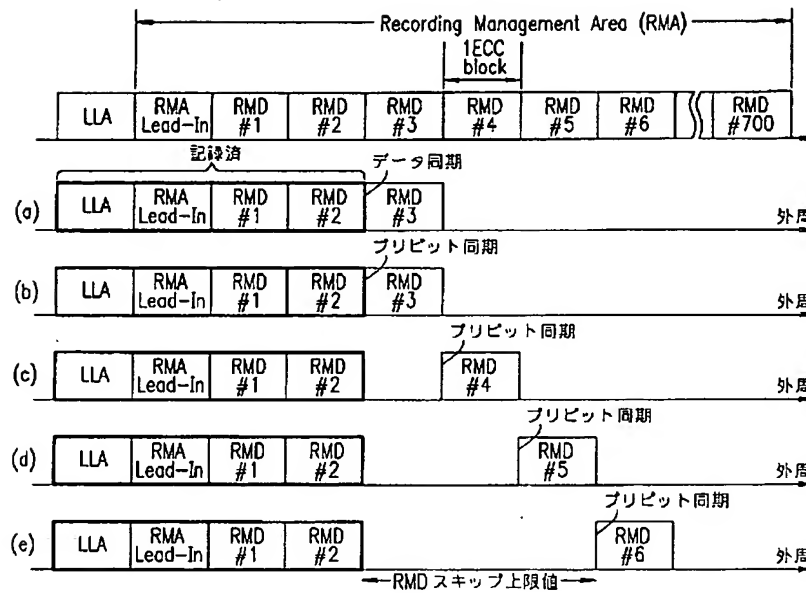 Recording Management Area (RMA)
1ECC
block
LLA
RMA
Lead-In
RMD
#1
RMD
#2
RMD
#3
RMD
#4
RMD
#5
RMD
#6
RMD
#700
記録済
データ同期
(a)
LLA
RMA
Lead-In
RMD
#1
RMD
#2
RMD
#3
外周
プリピット同期
(b)
LLA
RMA
Lead-In
RMD
#1
RMD
#2
RMD
#3
外周
プリピット同期
(c)
LLA
RMA
Lead-In
RMD
#1
RMD
#2
RMD
#4
外周
プリピット同期
(d)
LLA
RMA
Lead-In
RMD
#1
RMD
#2
RMD
#5
外周
プリピット同期
(e)
LLA
RMA
Lead-In
RMD
#1
RMD
#2
RMD
#6
外周
RMDスキップ上限値